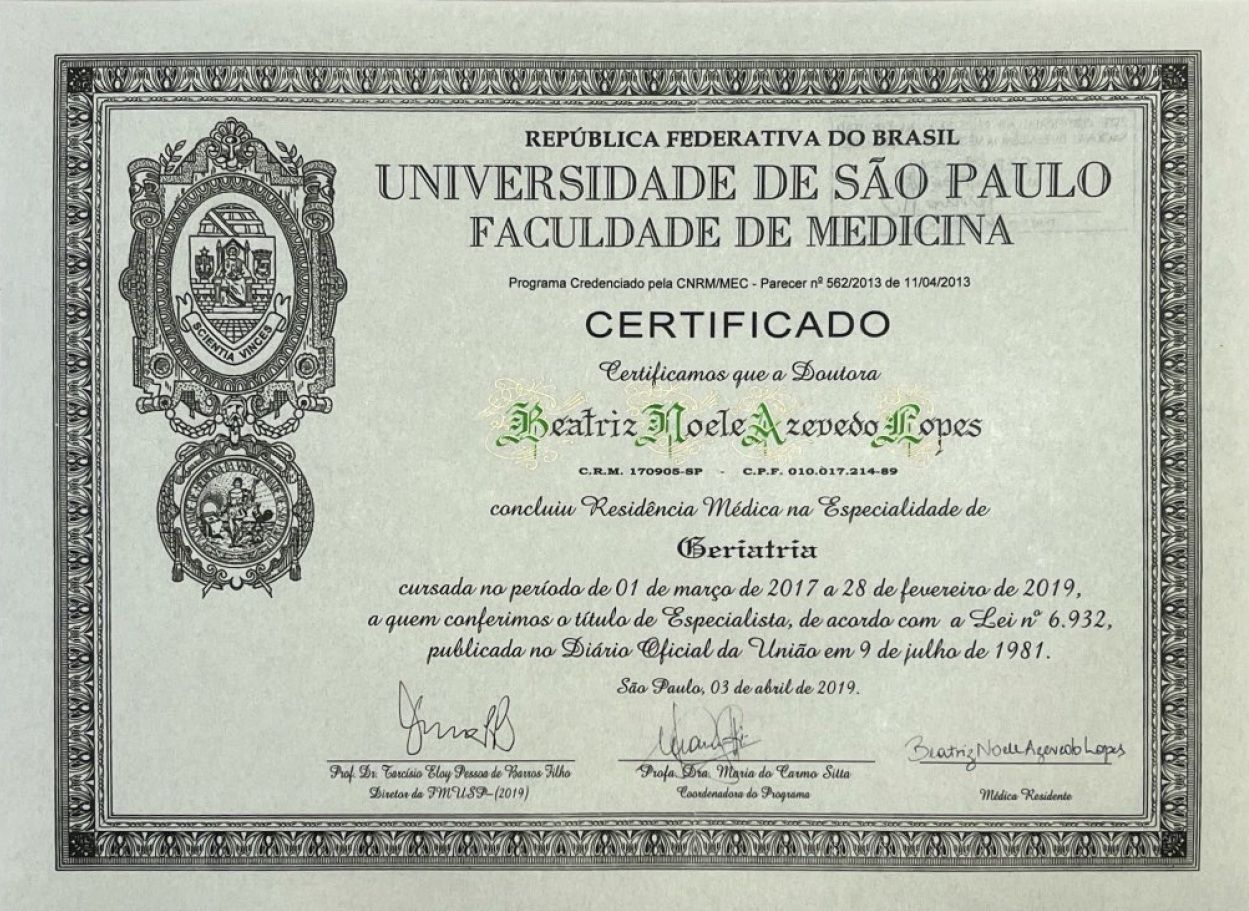 REPÚBLICA FEDERATIVA DO BRASIL
UNIVERSIDADE DE SÃO PAULO
FACULDADE DE MEDICINA
Programa Credenciado pela CNRM/MEC - Parecer nº 562/2013 de 11/04/2013
CERTIFICADO
Certificamos que a Doutora
Beatriz Noele Azevedo Lopes
C.R.M. 170905-SP - C.P.F. 010.017.214-89
concluiu Residência Médica na Especialidade de
Geriatria
cursada no período de 01 de março de 2017 a 28 de fevereiro de 2019,
a quem conferimos o título de Especialista, de acordo com a Lei nº 6.932,
publicada no Diário Oficial da União em 9 de julho de 1981.
São Paulo, 03 de abril de 2019.
SCIENTIA VINCES
Beatriz Noele Azevedo Lopes
Prof. Dr. Tarcísio Eloy Pessoa de Barros Filho
Diretor da FMUSP-(2019)
Profa. Dra. Maria do Carmo Sitta
Coordenadora do Programa
Médica Residente